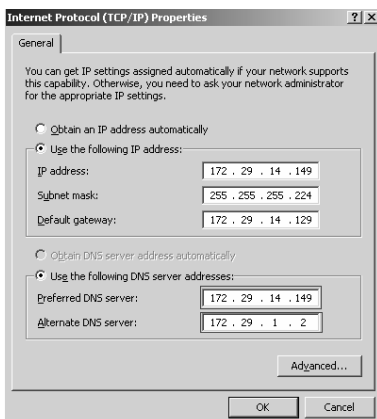 Internet Protocol (TCP/IP) Properties
General
You can get IP settings assigned automatically if your network supports
this capability. Otherwise, you need to ask your network administrator
for the appropriate IP settings.
Obtain an IP address automatically
Use the following IP address:
IP address: 172 . 29 . 14 . 149
Subnet mask: 255 . 255 . 255 . 224
Default gateway: 172 . 29 . 14 . 129
Obtain DNS server address automatically
Use the following DNS server addresses:
Preferred DNS server: 172 . 29 . 14 . 149
Alternate DNS server: 172 . 29 . 1 . 2
Advanced...
OK Cancel